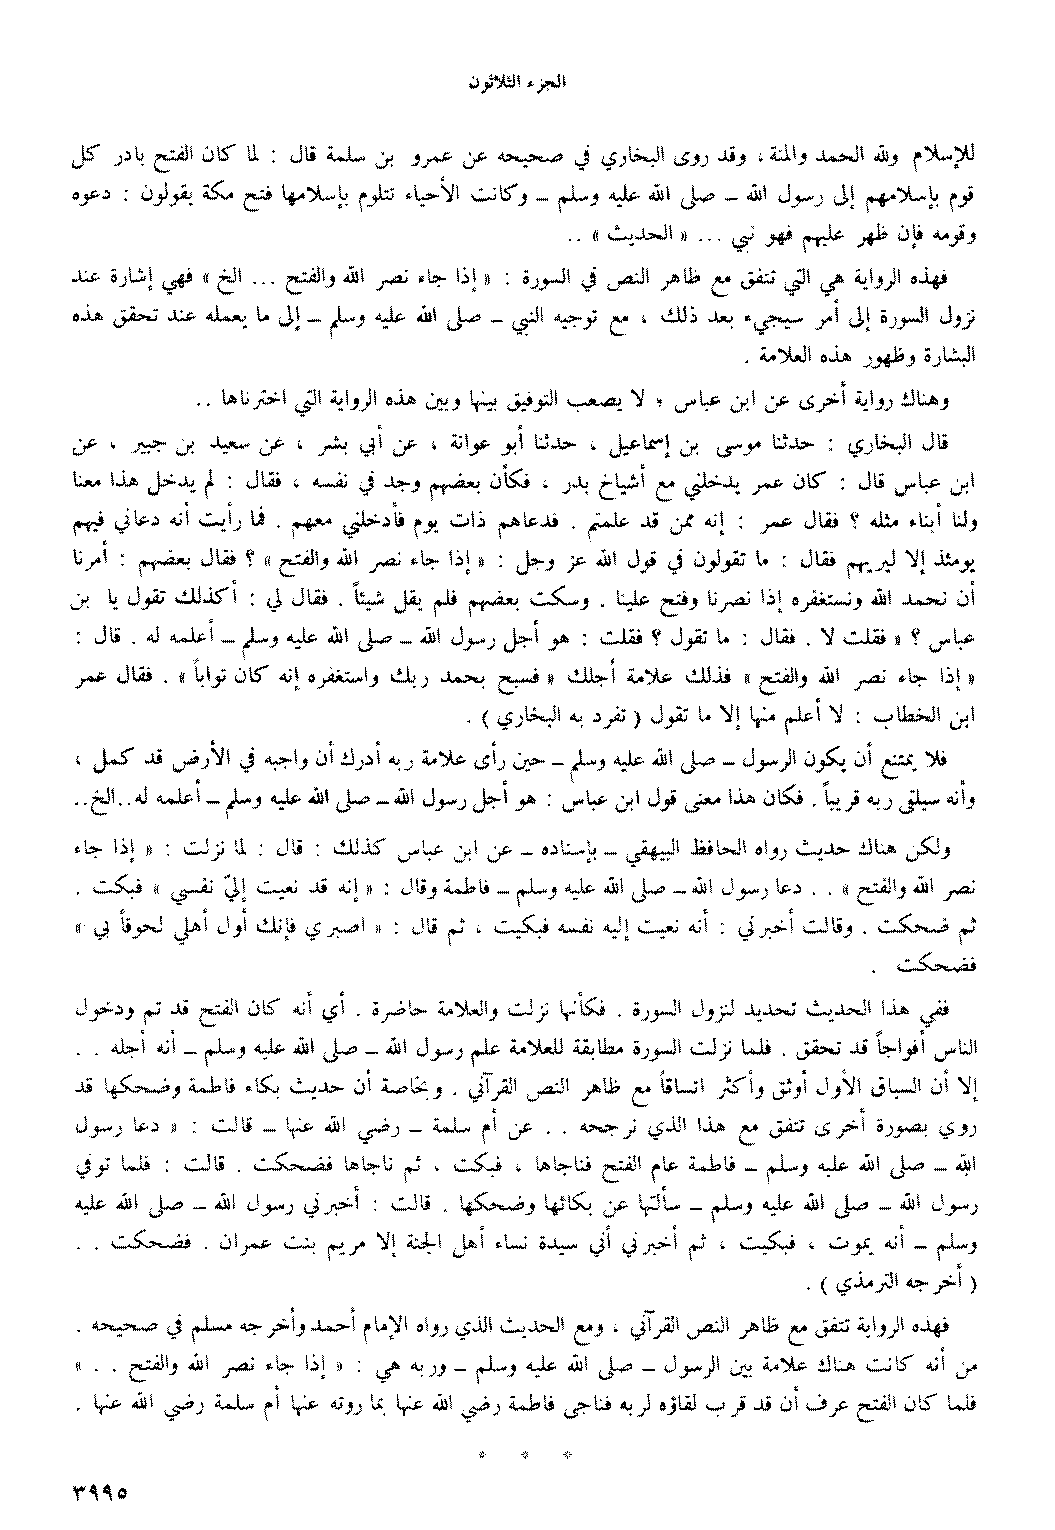 الجزء الثلاثون
للإسلام ولله الحمد والمنة، وقد روى البخاري في صحيحه عن عمرو بن سلمة قال : لما كان الفتح بادر كل
قوم بإسلامهم إلى رسول الله – صلى الله عليه وسلم – وكانت الأحياء تتلوم بإسلامها فتح مكة يقولون : دعوه
وقومه فإن ظهر عليهم فهو نبي ... « الحديث » ..
فهذه الرواية هي التي تتفق مع ظاهر النص في السورة : « إذا جاء نصر الله والفتح ... الخ » فهي إشارة عند
نزول السورة إلى أمر سيجيء بعد ذلك ، مع توجيه النبي – صلى الله عليه وسلم – إلى ما يعمله عند تحقق هذه
البشارة وظهور هذه العلامة .
وهناك رواية أخرى عن ابن عباس ؛ لا يصعب التوفيق بينها وبين هذه الرواية التي اخترناها ..
قال البخاري : حدثنا موسى بن إسماعيل ، حدثنا أبو عوانة ، عن أبي بشر ، عن سعيد بن جبير ، عن
ابن عباس قال : كان عمر يدخلني مع أشياخ بدر ، فكأن بعضهم وجد في نفسه ، فقال : لم يدخل هذا معنا
ولنا أبناء مثله ؟ فقال عمر : إنه ممن قد علمتم . فدعاهم ذات يوم فأدخلني معهم . فما رأيت أنه دعاني فيهم
يومئذ إلا ليريهم فقال : ما تقولون في قول الله عز وجل : « إذا جاء نصر الله والفتح » ؟ فقال بعضهم : أمرنا
أن نحمد الله ونستغفره إذا نصرنا وفتح علينا . وسكت بعضهم فلم يقل شيئاً . فقال لي : أكذلك تقول يا بن
عباس ؟ « فقلت لا . فقال : ما تقول ؟ فقلت : هو أجل رسول الله – صلى الله عليه وسلم – أعلمه له . قال :
« إذا جاء نصر الله والفتح » فذلك علامة أجلك « فسبح بحمد ربك واستغفره إنه كان تواباً » . فقال عمر
ابن الخطاب : لا أعلم منها إلا ما تقول ( تفرد به البخاري ) .
فلا يمتنع أن يكون الرسول – صلى الله عليه وسلم – حين رأى علامة ربه أدرك أن واجبه في الأرض قد كمل ،
وأنه سيلقى ربه قريباً . فكان هذا معنى قول ابن عباس : هو أجل رسول الله – صلى الله عليه وسلم – أعلمه له..الخ..
ولكن هناك حديث رواه الحافظ البيهقي – بإسناده – عن ابن عباس كذلك : قال : لما نزلت : « إذا جاء
نصر الله والفتح » . . دعا رسول الله – صلى الله عليه وسلم – فاطمة وقال : « إنه قد نعيت إليّ نفسي » فبكت .
ثم ضحكت . وقالت أخبرني : أنه نعيت إليه نفسه فبكيت ، ثم قال : « اصبري فإنك أول أهلي لحوقاً بي »
فضحكت .
ففي هذا الحديث تحديد لنزول السورة . فكأنها نزلت والعلامة حاضرة . أي أنه كان الفتح قد تم ودخول
الناس أفواجاً قد تحقق . فلما نزلت السورة مطابقة للعلامة علم رسول الله – صلى الله عليه وسلم – أنه أجله . .
إلا أن السياق الأول أوثق وأكثر اتساقاً مع ظاهر النص القرآني . وبخاصة أن حديث بكاء فاطمة وضحكها قد
روي بصورة أخرى تتفق مع هذا الذي نرجحه . . عن أم سلمة – رضي الله عنها – قالت : « دعا رسول
الله – صلى الله عليه وسلم – فاطمة عام الفتح فناجاها ، فبكت ، ثم ناجاها فضحكت . قالت : فلما توفي
رسول الله – صلى الله عليه وسلم – سألتها عن بكائها وضحكها . قالت : أخبرني رسول الله – صلى الله عليه
وسلم – أنه يموت ، فبكيت ، ثم أخبرني أني سيدة نساء أهل الجنة إلا مريم بنت عمران . فضحكت . .
( أخرجه الترمذي ) .
فهذه الرواية تتفق مع ظاهر النص القرآني ، ومع الحديث الذي رواه الإمام أحمد وأخرجه مسلم في صحيحه .
من أنه كانت هناك علامة بين الرسول – صلى الله عليه وسلم – وربه هي : « إذا جاء نصر الله والفتح . . »
فلما كان الفتح عرف أن قد قرب لقاؤه لربه فناجى فاطمة رضي الله عنها بما روته عنها أم سلمة رضي الله عنها .
* * *
٣٩٩٥